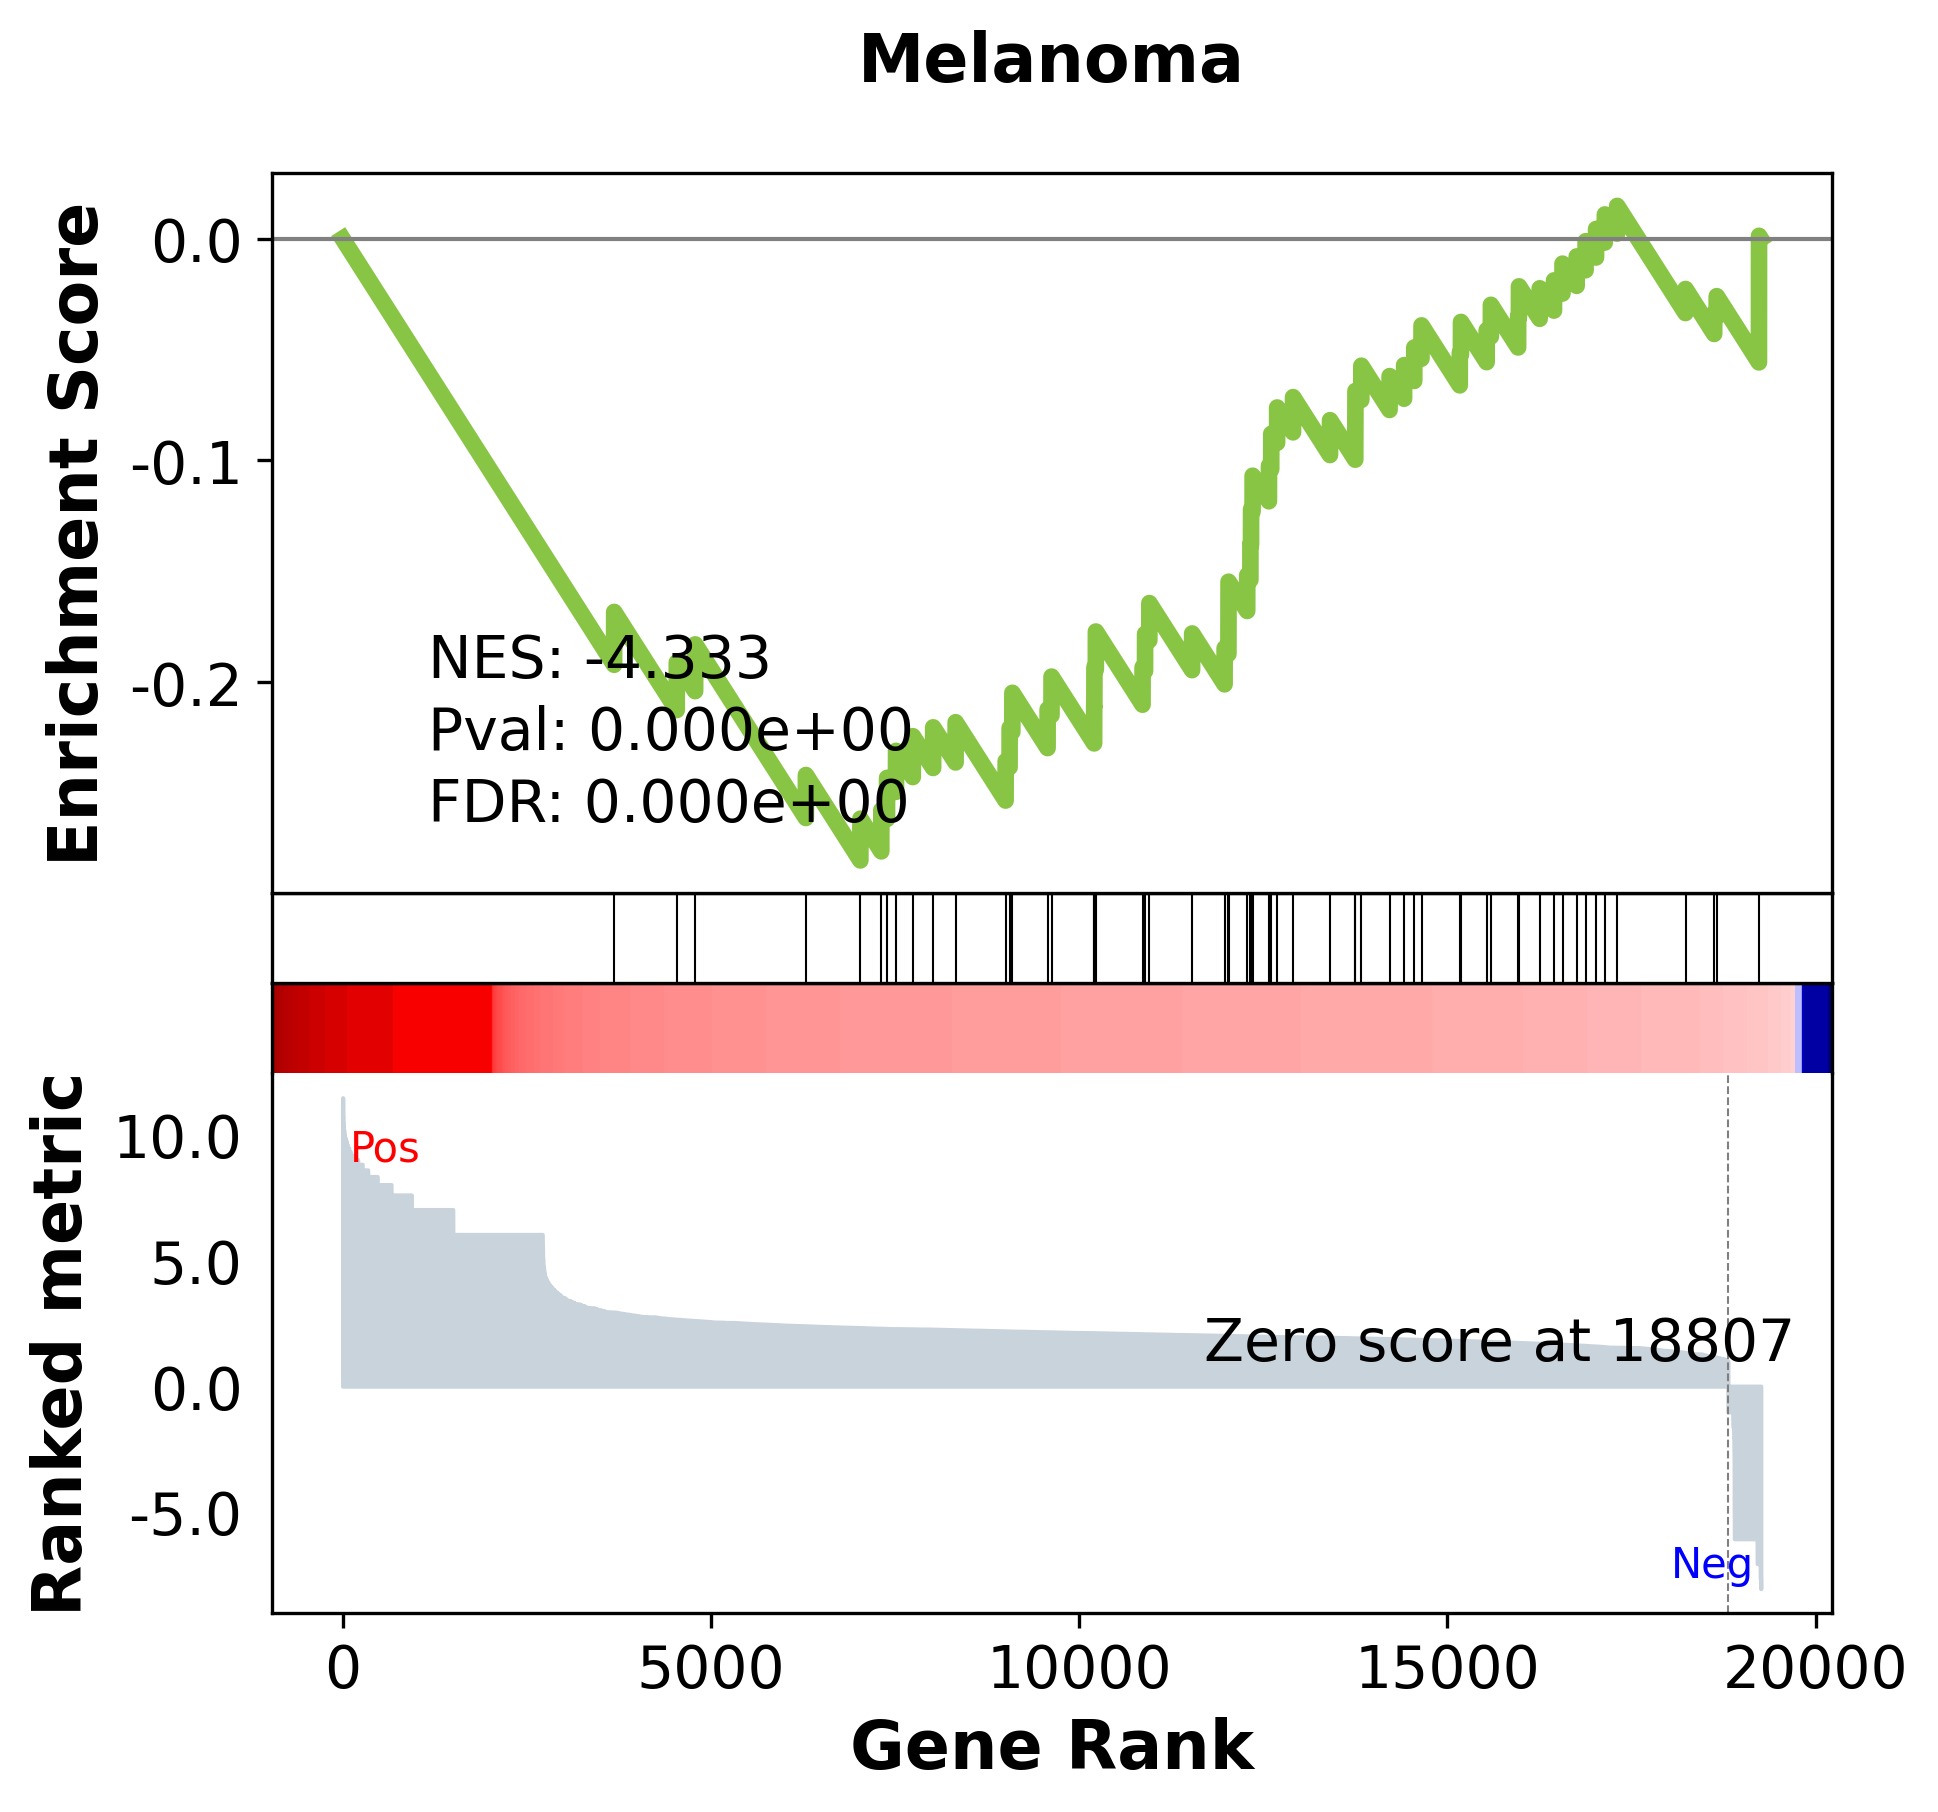 Melanoma
Enrichment Score
0.0
-0.1
-0.2
NES: -4.333
Pval: 0.000e+00
FDR: 0.000e+00
Ranked metric
10.0
5.0
0.0
-5.0
Pos
Zero score at 18807
Neg
0 5000 10000 15000 20000
Gene Rank